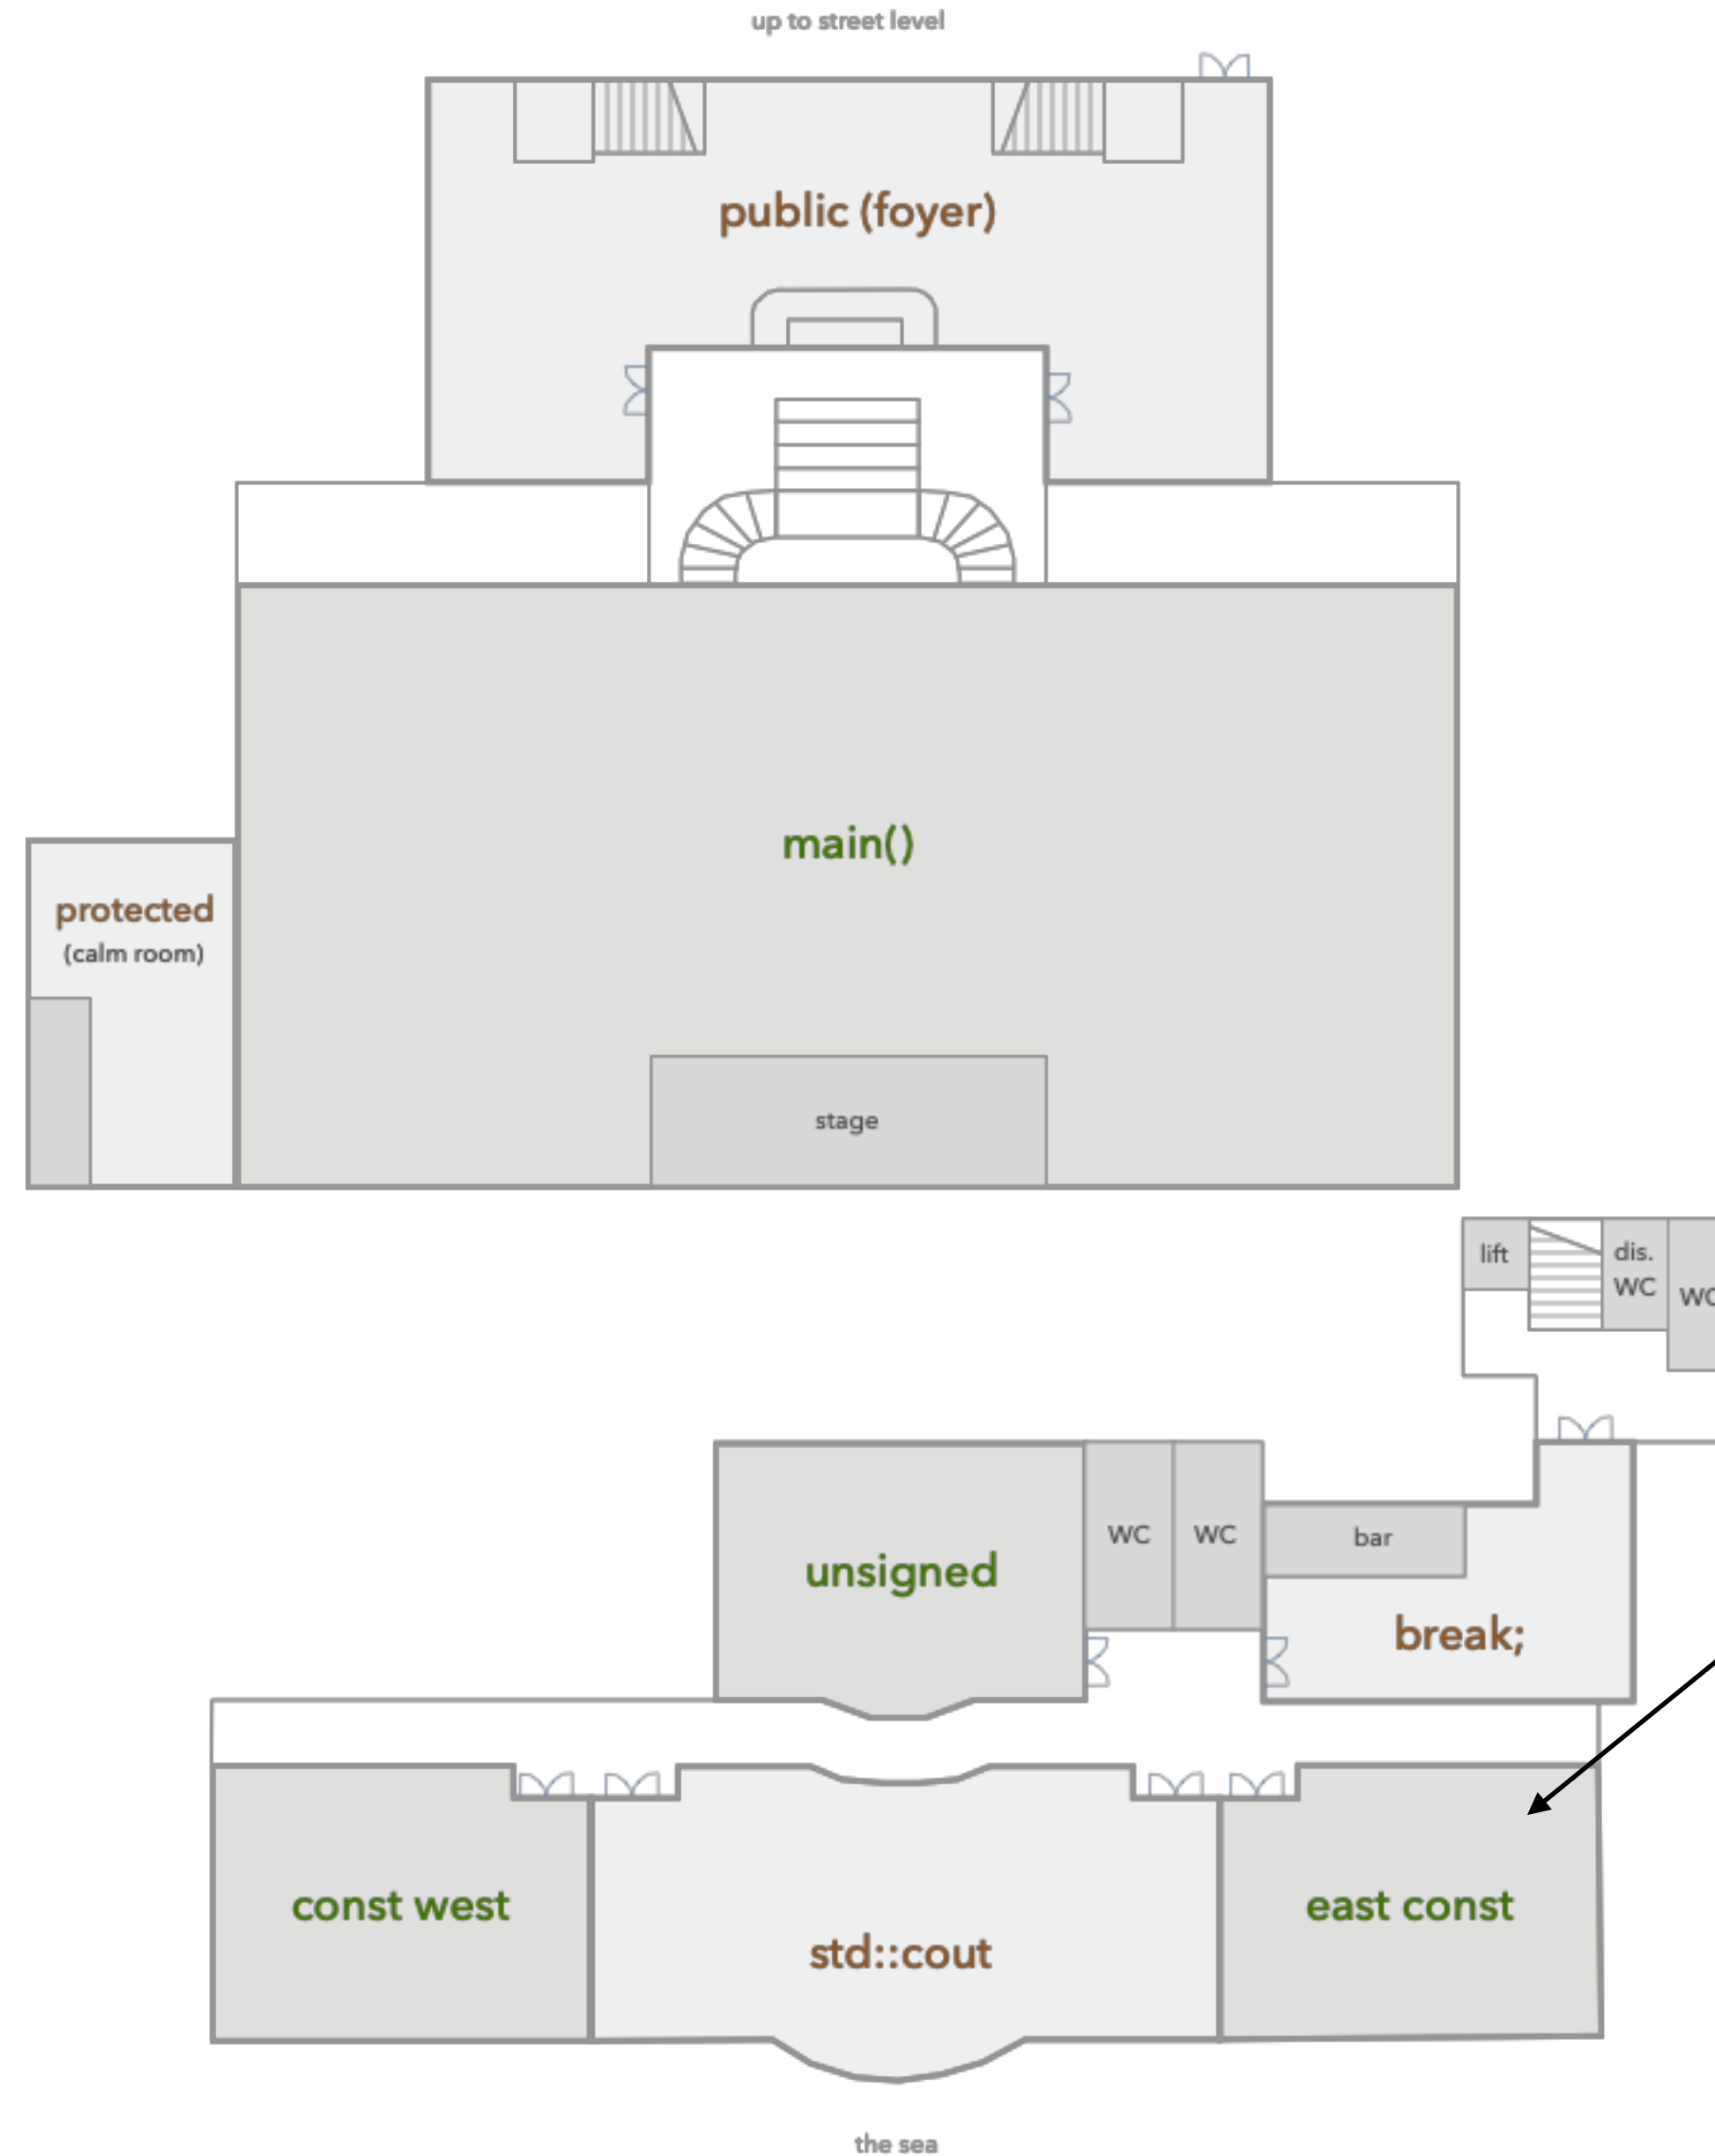 up to street level
public (foyer)
main()
protected
(calm room)
stage
lift
dis.
WC
WC
unsigned
WC
WC
bar
break;
const west
std::cout
east const
the sea